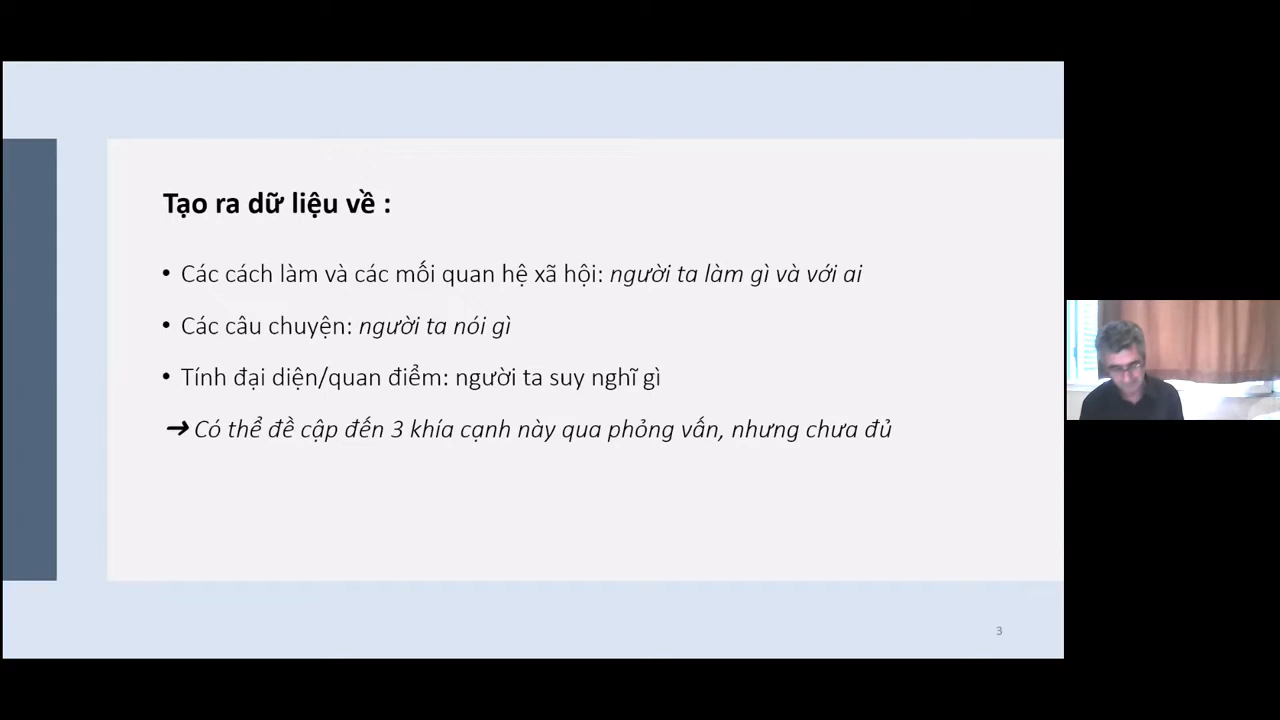 Tạo ra dữ liệu về :
• Các cách làm và các mối quan hệ xã hội: người ta làm gì và với ai
• Các câu chuyện: người ta nói gì
• Tính đại diện/quan điểm: người ta suy nghĩ gì
➔ Có thể đề cập đến 3 khía cạnh này qua phỏng vấn, nhưng chưa đủ
3